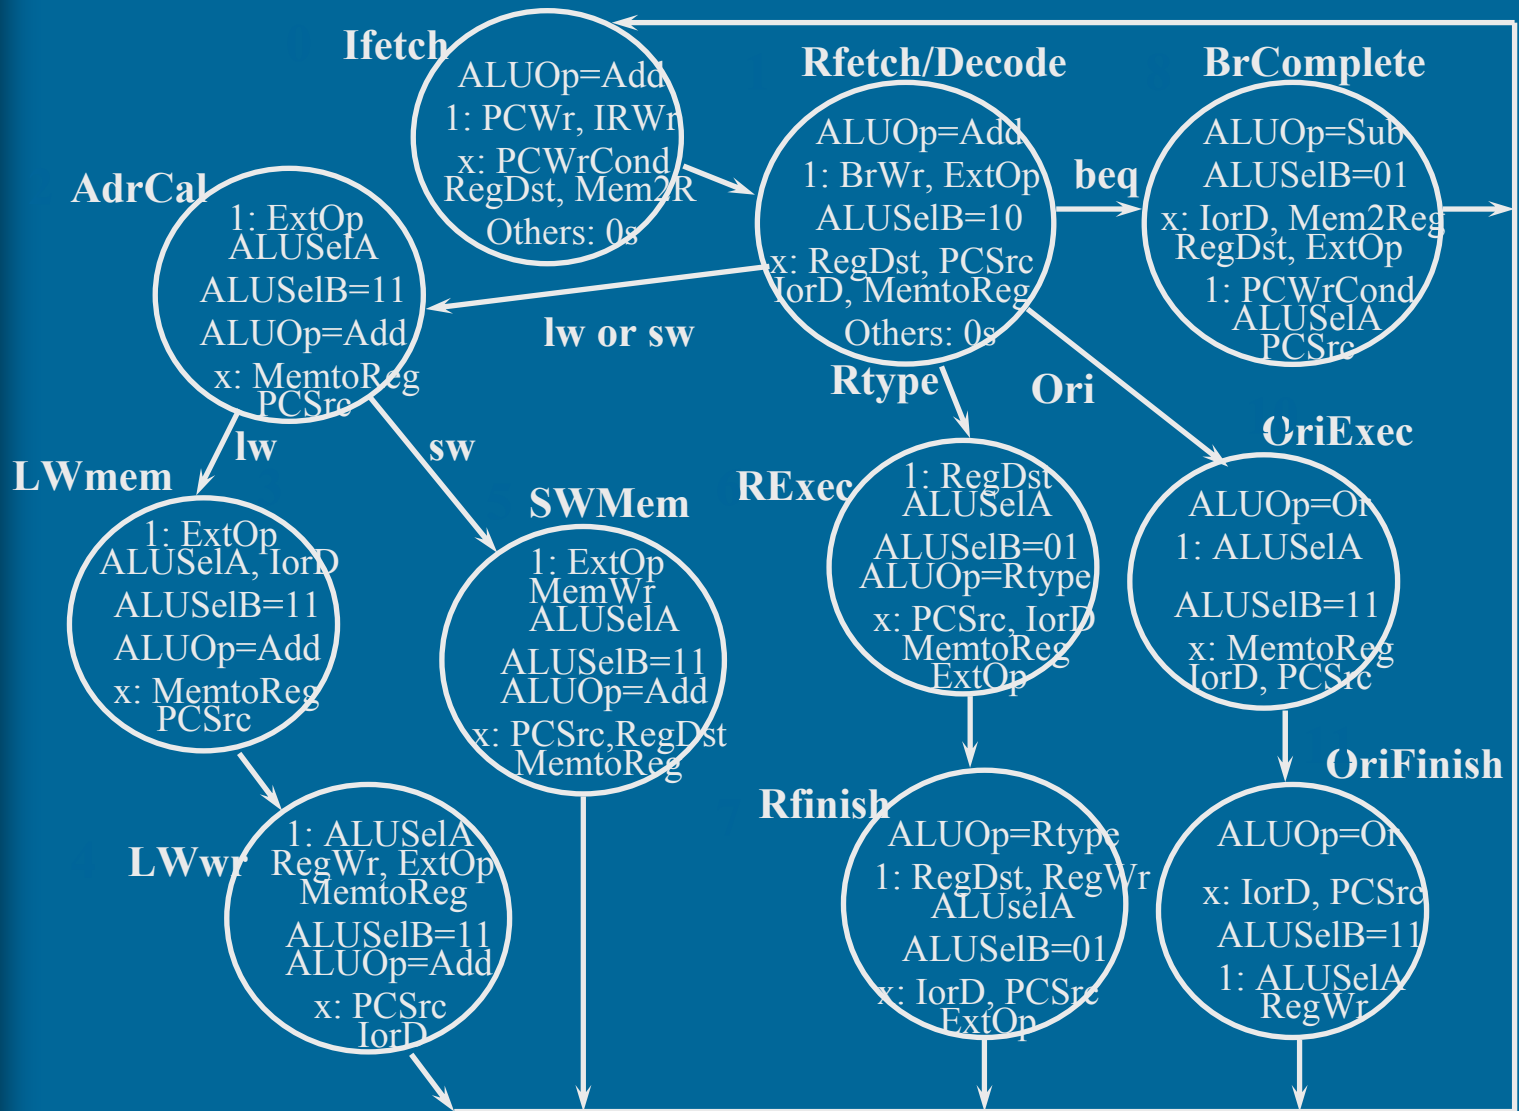 Ifetch
ALUOp=Add
1: PCWr, IRWr
x: PCWrCond
RegDst, Mem2R
Others: 0s
Rfetch/Decode
ALUOp=Add
1: BrWr, ExtOp
ALUSelB=10
x: RegDst, PCSrc
IorD, MemtoReg
Others: 0s
beq
BrComplete
ALUOp=Sub
ALUSelB=01
x: IorD, Mem2Reg
RegDst, ExtOp
1: PCWrCond
ALUSelA
PCSrc
AdrCal
1: ExtOp
ALUSelA
ALUSelB=11
ALUOp=Add
x: MemtoReg
PCSrc
lw or sw
Rtype
Ori
lw
sw
LWmem
1: ExtOp
ALUSelA, IorD
ALUSelB=11
ALUOp=Add
x: MemtoReg
PCSrc
SWMem
1: ExtOp
MemWr
ALUSelA
ALUSelB=11
ALUOp=Add
x: PCSrc,RegDst
MemtoReg
RExec
1: RegDst
ALUSelA
ALUSelB=01
ALUOp=Rtype
x: PCSrc, IorD
MemtoReg
ExtOp
OriExec
ALUOp=Or
1: ALUSelA
ALUSelB=11
x: MemtoReg
IorD, PCSrc
LWwr
1: ALUSelA
RegWr, ExtOp
MemtoReg
ALUSelB=11
ALUOp=Add
x: PCSrc
IorD
Rfinish
ALUOp=Rtype
1: RegDst, RegWr
ALUselA
ALUSelB=01
x: IorD, PCSrc
ExtOp
OriFinish
ALUOp=Or
x: IorD, PCSrc
ALUSelB=11
1: ALUSelA
RegWr